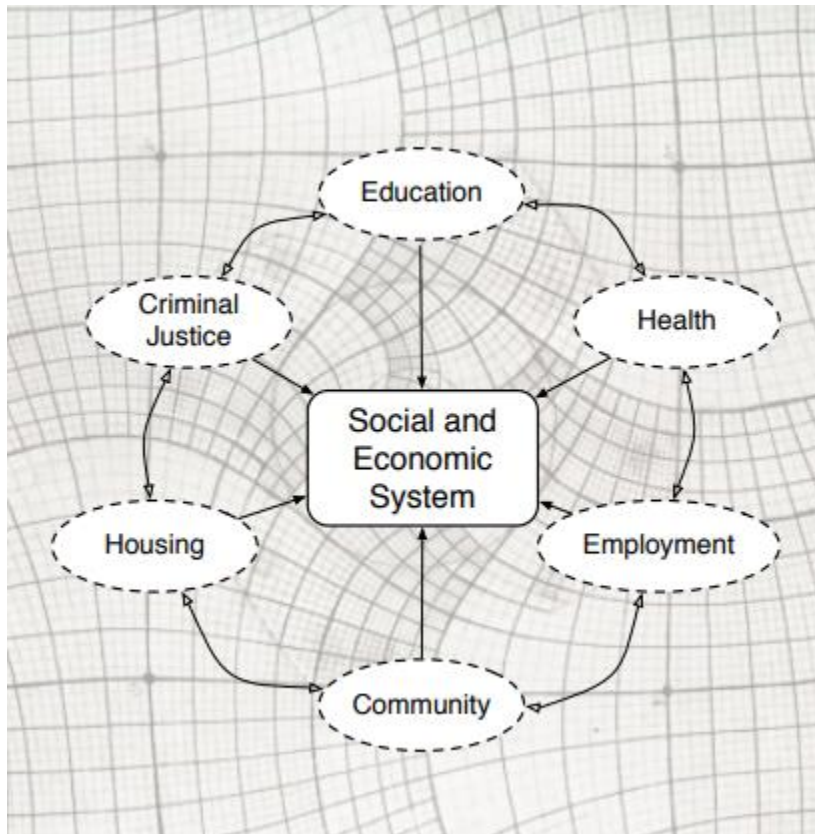 Education
Criminal
Justice
Health
Social and
Economic
System
Housing
Employment
Community